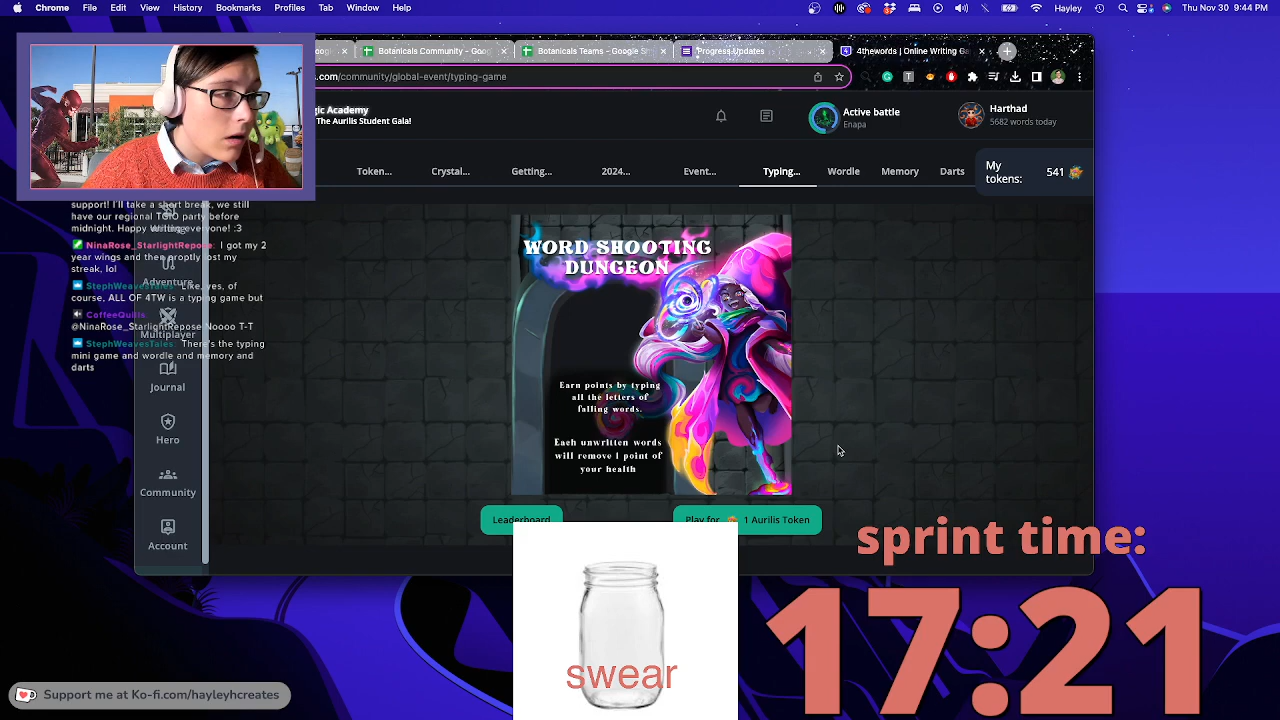 Chrome File Edit View History Bookmarks Profiles Tab Window Help
Hayley Thu Nov 30 9:44 PM
Botanicals Community - Goog
Botanicals Teams - Google S
Progress Updates
4thewords | Online Writing Ga
s.com/community/global-event/typing-game
gic Academy
The Aurilis Student Gala!
Active battle
Enapa
Harthad
5682 words today
Token...
Crystal...
Getting...
2024...
Event...
Typing...
Wordle
Memory
Darts
My tokens:
541
support! I'll take a short break, we still
have our regional TGIO party before
midnight. Happy writing everyone! :3
NinaRose_StarlightRepose: I got my 2
year wings and then proptly lost my
streak, lol
StephWeavesTales: Like, yes, of
course, ALL OF 4TW is a typing game but
CoffeeQuills:
@NinaRose_StarlightRepose Noooo T-T
StephWeavesTales: There's the typing
mini game and wordle and memory and
darts
Writing
Adventure
Multiplayer
Journal
Hero
Community
Account
WORD SHOOTING
DUNGEON
Earn points by typing
all the letters of
falling words.
Each unwritten words
will remove 1 point of
your health
Leaderboard
Play for 1 Aurilis Token
sprint time:
17:21
swear
Support me at Ko-fi.com/hayleyhcreates